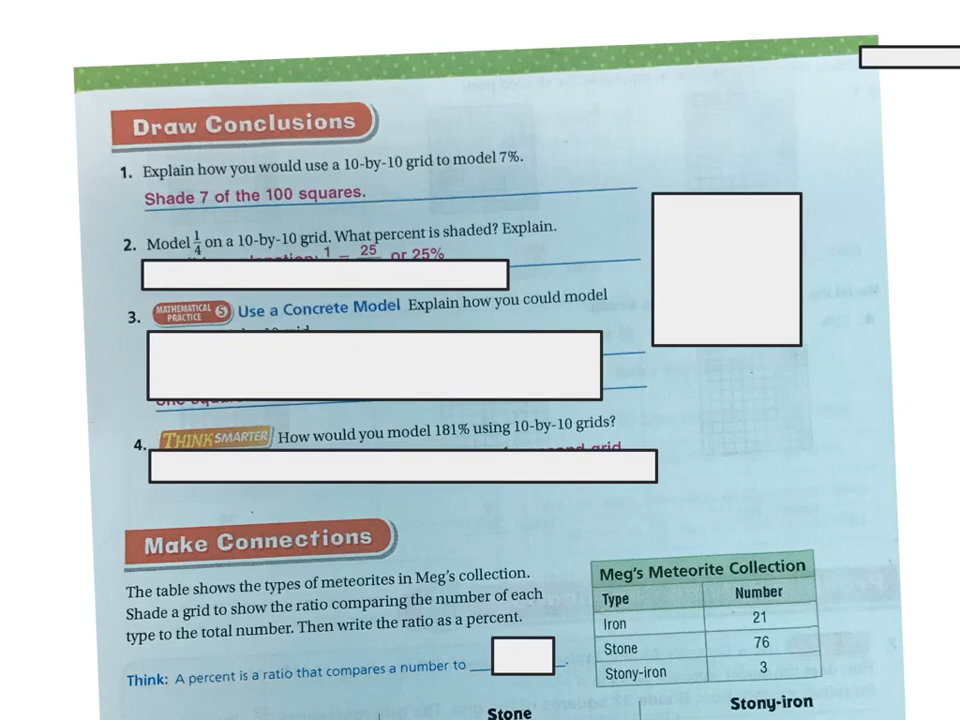 Draw Conclusions
1. Explain how you would use a 10-by-10 grid to model 7%.
Shade 7 of the 100 squares.
2. Model 1/4 on a 10-by-10 grid. What percent is shaded? Explain.
1 = 25 or 25%
3. MATHEMATICAL PRACTICE 5 Use a Concrete Model Explain how you could model
4. THINK SMARTER How would you model 181% using 10-by-10 grids?
Make Connections
The table shows the types of meteorites in Meg's collection.
Shade a grid to show the ratio comparing the number of each
type to the total number. Then write the ratio as a percent.
Think: A percent is a ratio that compares a number to
Meg's Meteorite Collection
Type Number
Iron 21
Stone 76
Stony-iron 3
Stone
Stony-iron